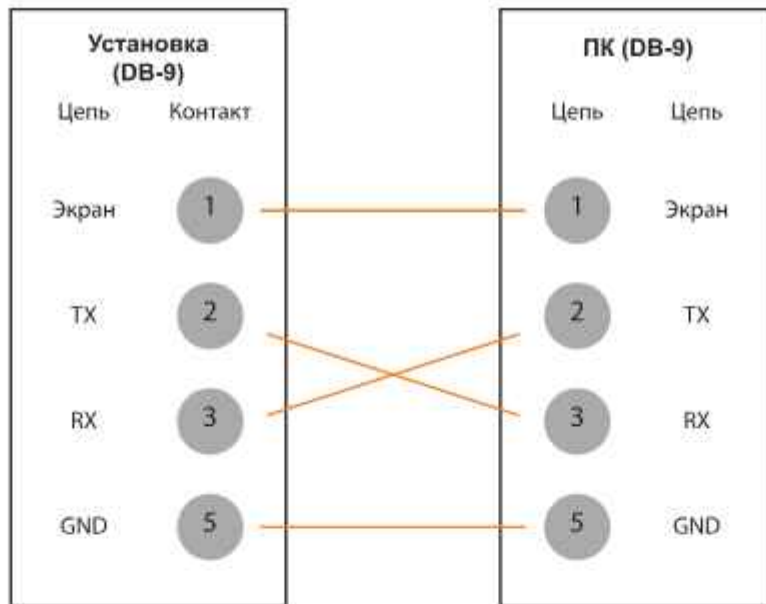 Установка
(DB-9)
ПК (DB-9)
Цепь Контакт Цепь Цепь
Экран 1 1 Экран
TX 2 2 TX
RX 3 3 RX
GND 5 5 GND